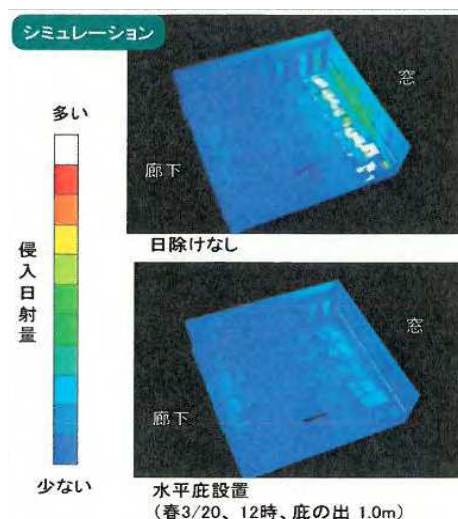 シミュレーション
多い
侵入日射量
少ない
窓
廊下
日除けなし
窓
廊下
水平庇設置
(春3/20、12時、庇の出 1.0m)